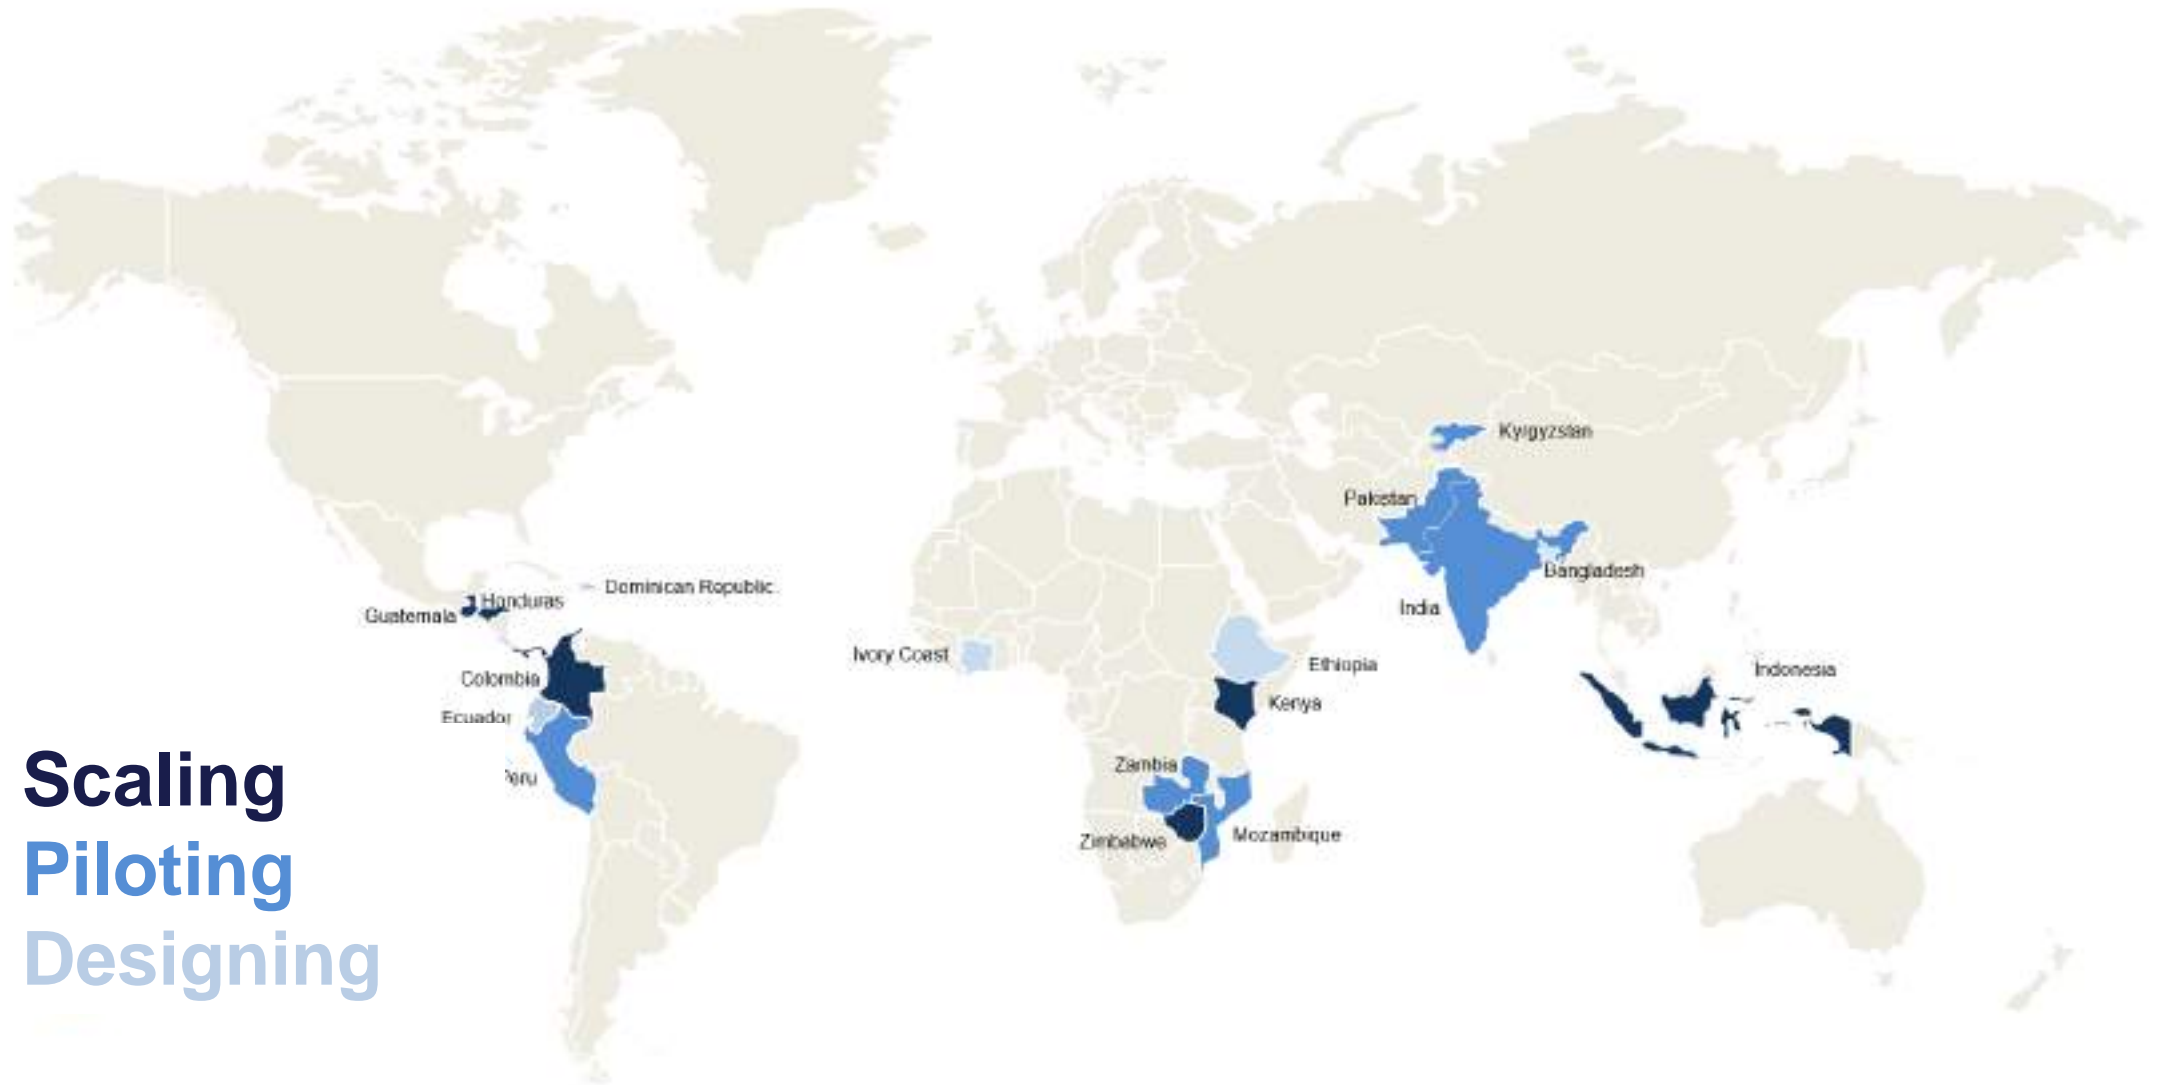 Kyrgyzstan
Pakistan
Bangladesh
India
Dominican Republic
Honduras
Guatemala
Ivory Coast
Ethiopia
Indonesia
Colombia
Kenya
Ecuador
Zambia
Peru
Mozambique
Zimbabwe
Scaling
Piloting
Designing